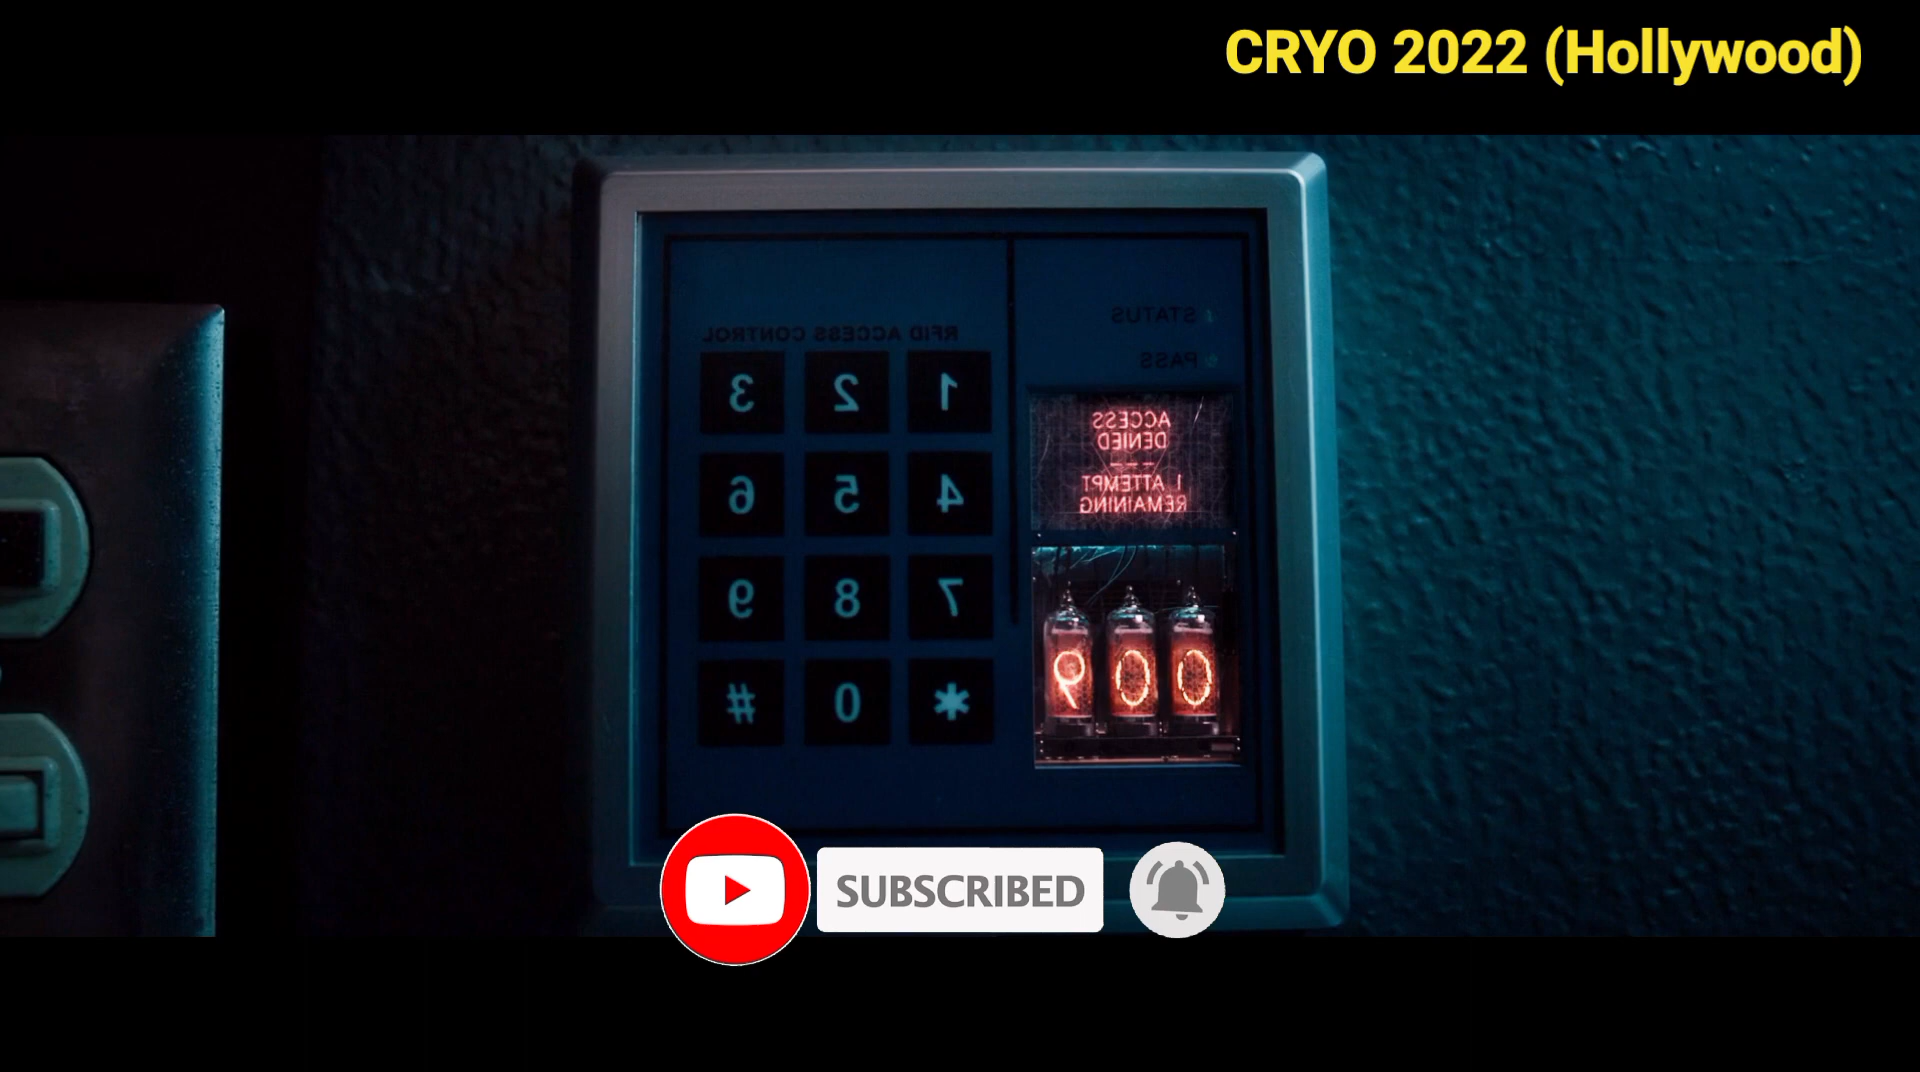 CRYO 2022 (Hollywood)
RFID ACCESS CONTROL
STATUS
PASS
1 2 3
4 5 6
7 8 9
* 0 #
ACCESS
DENIED
---
1 ATTEMPT
REMAINING
900
SUBSCRIBED